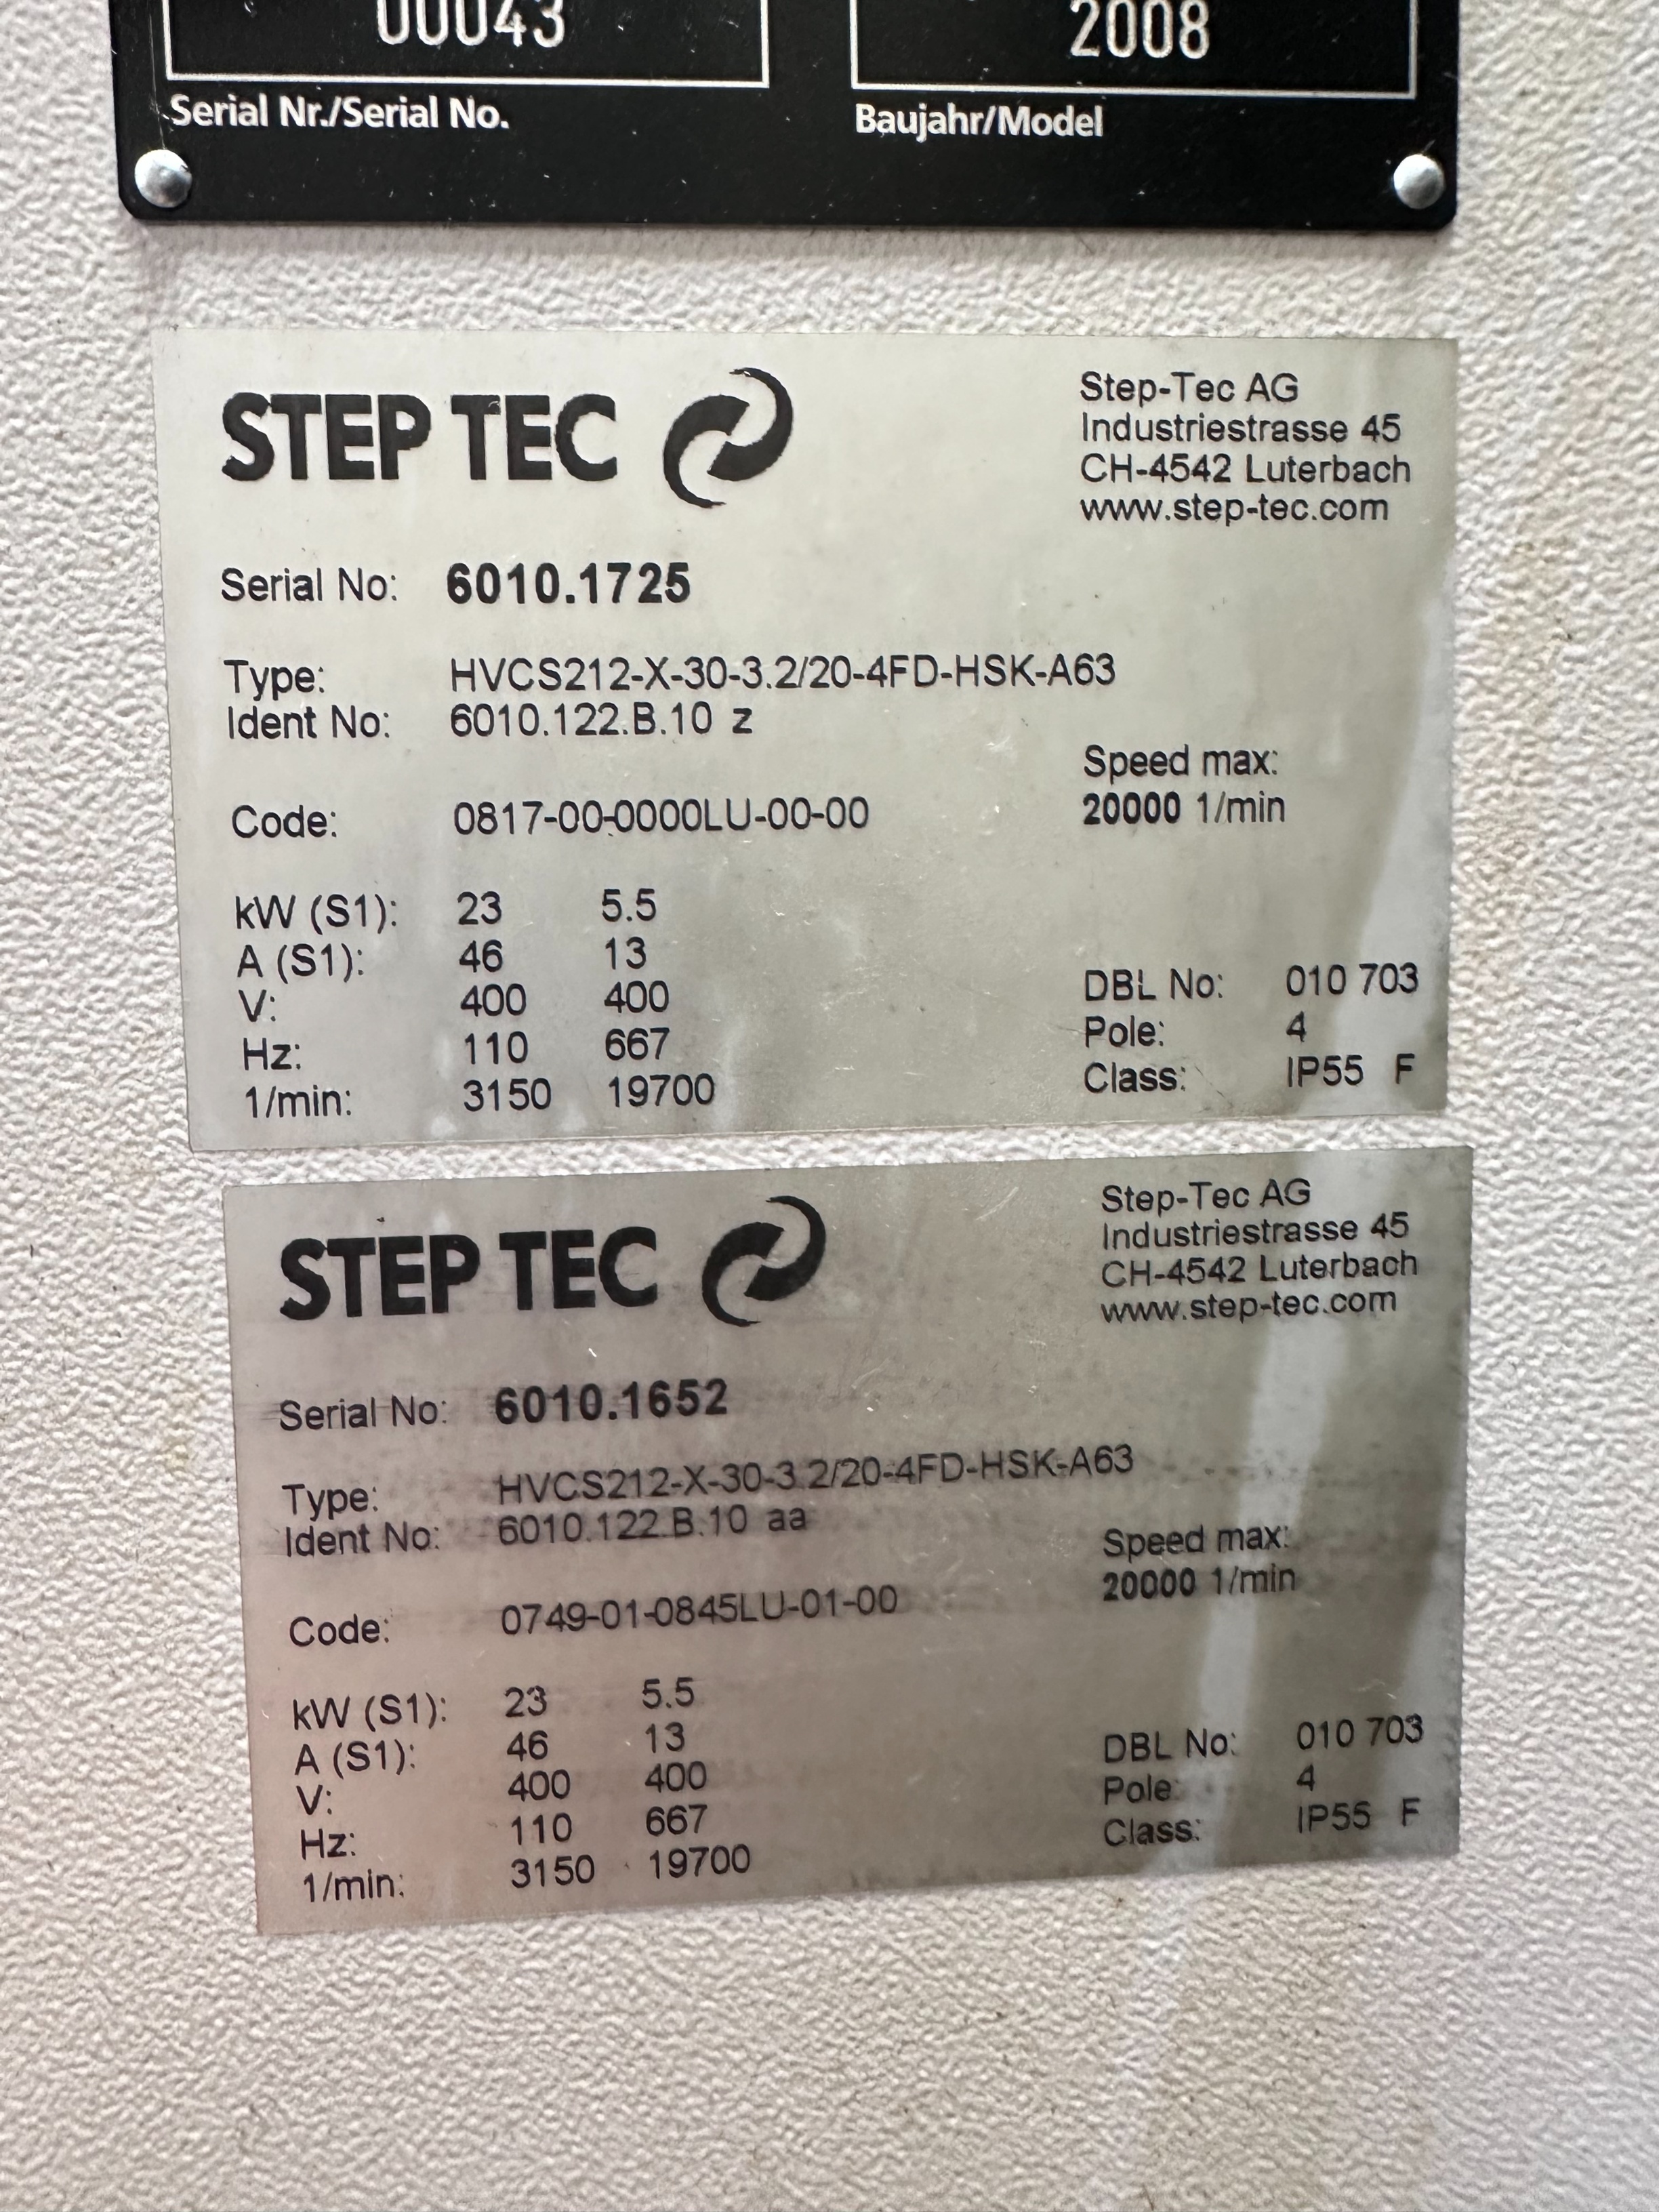 00043 2008
Serial Nr./Serial No. Baujahr/Model
STEP TEC
Step-Tec AG
Industriestrasse 45
CH-4542 Luterbach
www.step-tec.com
Serial No: 6010.1725
Type: HVCS212-X-30-3.2/20-4FD-HSK-A63
Ident No: 6010.122.B.10 z
Speed max:
Code: 0817-00-0000LU-00-00 20000 1/min
kW (S1): 23 5.5
A (S1): 46 13
V: 400 400 DBL No: 010 703
Hz: 110 667 Pole: 4
1/min: 3150 19700 Class: IP55 F
STEP TEC
Step-Tec AG
Industriestrasse 45
CH-4542 Luterbach
www.step-tec.com
Serial No: 6010.1652
Type: HVCS212-X-30-3.2/20-4FD-HSK-A63
Ident No: 6010.122.B.10 aa
Speed max:
Code: 0749-01-0845LU-01-00 20000 1/min
kW (S1): 23 5.5
A (S1): 46 13
V: 400 400 DBL No: 010 703
Hz: 110 667 Pole: 4
1/min: 3150 19700 Class: IP55 F